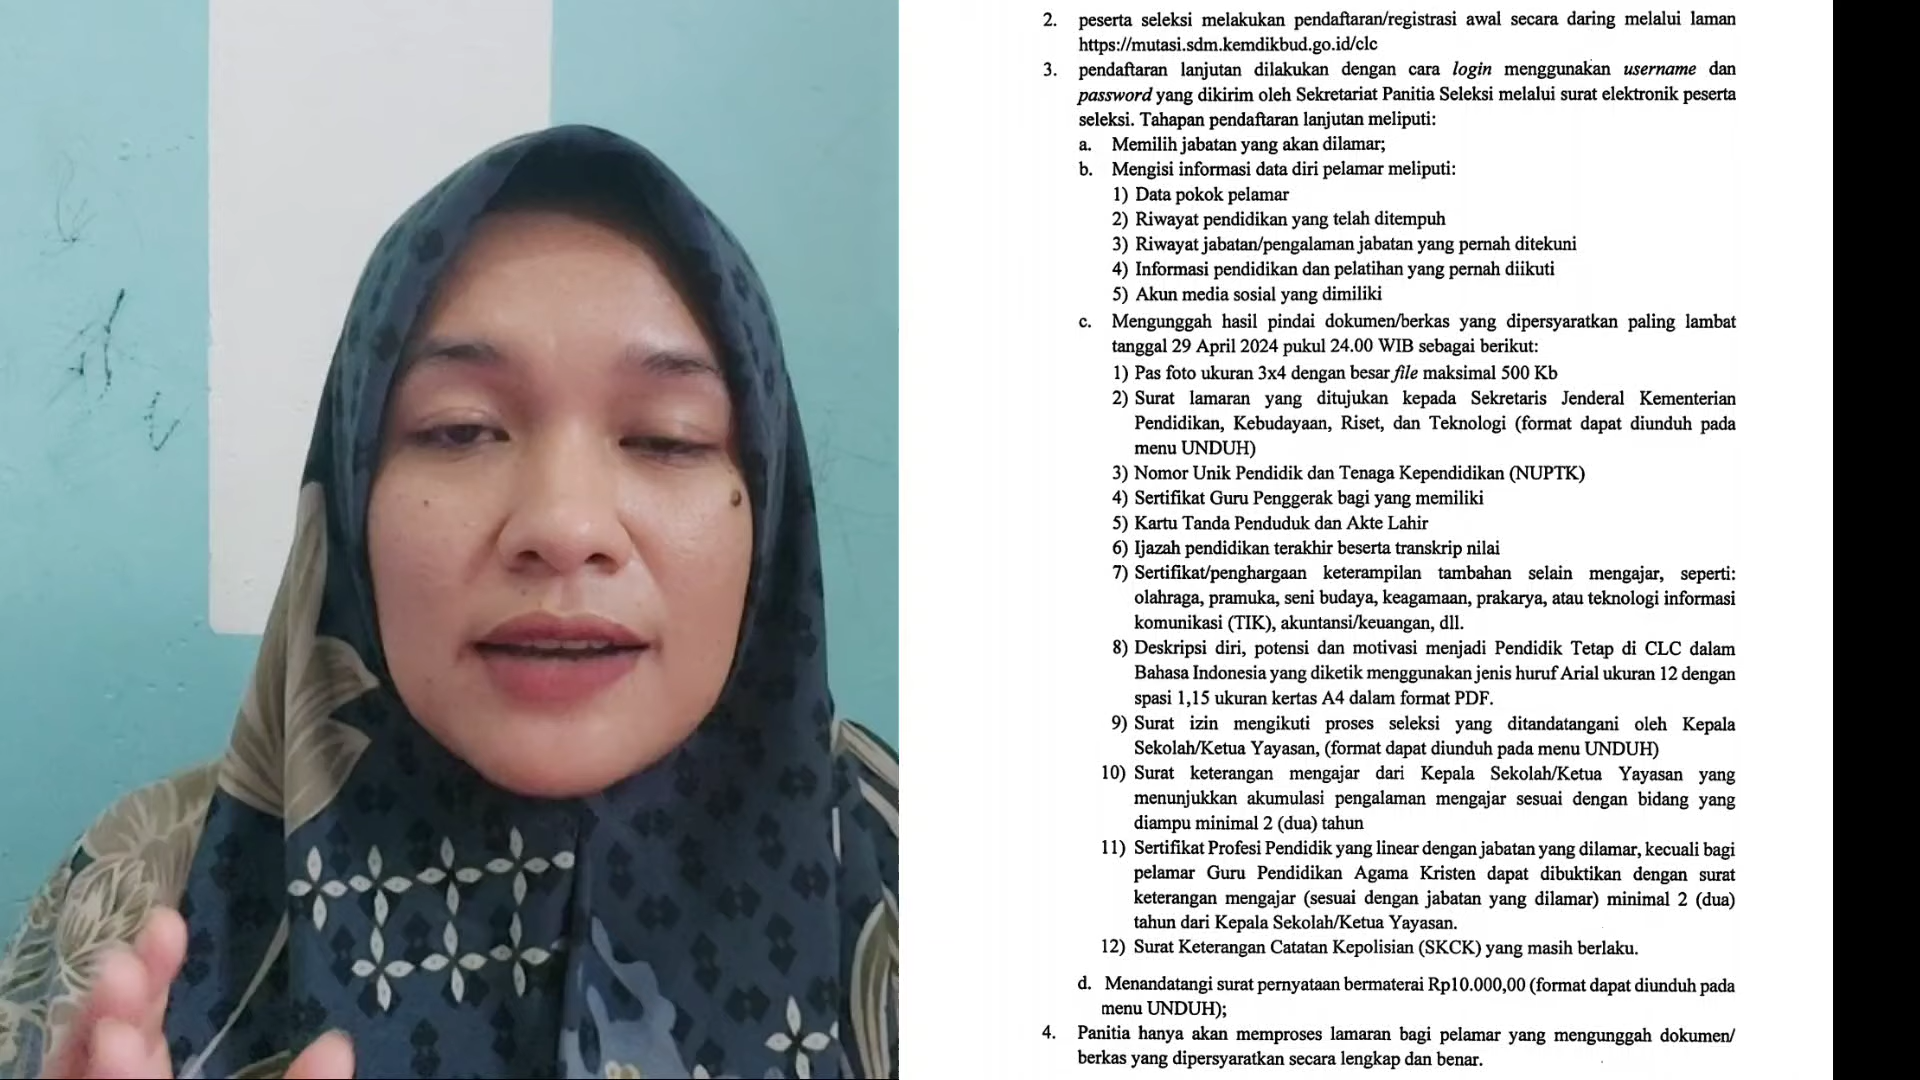 2. peserta seleksi melakukan pendaftaran/registrasi awal secara daring melalui laman
https://mutasi.sdm.kemdikbud.go.id/clc
3. pendaftaran lanjutan dilakukan dengan cara login menggunakan username dan
password yang dikirim oleh Sekretariat Panitia Seleksi melalui surat elektronik peserta
seleksi. Tahapan pendaftaran lanjutan meliputi:
a. Memilih jabatan yang akan dilamar;
b. Mengisi informasi data diri pelamar meliputi:
1) Data pokok pelamar
2) Riwayat pendidikan yang telah ditempuh
3) Riwayat jabatan/pengalaman jabatan yang pernah ditekuni
4) Informasi pendidikan dan pelatihan yang pernah diikuti
5) Akun media sosial yang dimiliki
c. Mengunggah hasil pindai dokumen/berkas yang dipersyaratkan paling lambat
tanggal 29 April 2024 pukul 24.00 WIB sebagai berikut:
1) Pas foto ukuran 3x4 dengan besar file maksimal 500 Kb
2) Surat lamaran yang ditujukan kepada Sekretaris Jenderal Kementerian
Pendidikan, Kebudayaan, Riset, dan Teknologi (format dapat diunduh pada
menu UNDUH)
3) Nomor Unik Pendidik dan Tenaga Kependidikan (NUPTK)
4) Sertifikat Guru Penggerak bagi yang memiliki
5) Kartu Tanda Penduduk dan Akte Lahir
6) Ijazah pendidikan terakhir beserta transkrip nilai
7) Sertifikat/penghargaan keterampilan tambahan selain mengajar, seperti:
olahraga, pramuka, seni budaya, keagamaan, prakarya, atau teknologi informasi
komunikasi (TIK), akuntansi/keuangan, dll.
8) Deskripsi diri, potensi dan motivasi menjadi Pendidik Tetap di CLC dalam
Bahasa Indonesia yang diketik menggunakan jenis huruf Arial ukuran 12 dengan
spasi 1,15 ukuran kertas A4 dalam format PDF.
9) Surat izin mengikuti proses seleksi yang ditandatangani oleh Kepala
Sekolah/Ketua Yayasan, (format dapat diunduh pada menu UNDUH)
10) Surat keterangan mengajar dari Kepala Sekolah/Ketua Yayasan yang
menunjukkan akumulasi pengalaman mengajar sesuai dengan bidang yang
diampu minimal 2 (dua) tahun
11) Sertifikat Profesi Pendidik yang linear dengan jabatan yang dilamar, kecuali bagi
pelamar Guru Pendidikan Agama Kristen dapat dibuktikan dengan surat
keterangan mengajar (sesuai dengan jabatan yang dilamar) minimal 2 (dua)
tahun dari Kepala Sekolah/Ketua Yayasan.
12) Surat Keterangan Catatan Kepolisian (SKCK) yang masih berlaku.
d. Menandatangi surat pernyataan bermaterai Rp10.000,00 (format dapat diunduh pada
menu UNDUH);
4. Panitia hanya akan memproses lamaran bagi pelamar yang mengunggah dokumen/
berkas yang dipersyaratkan secara lengkap dan benar.